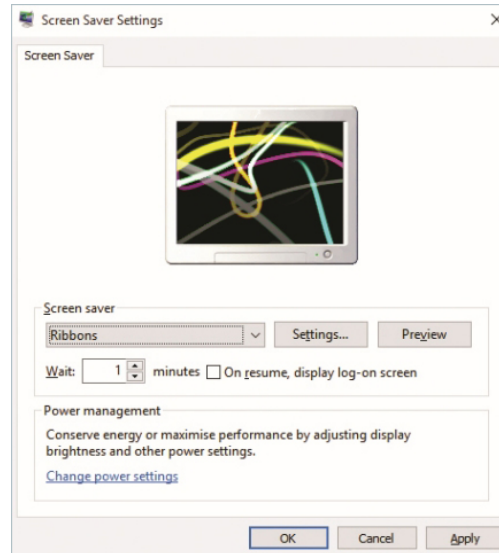 Screen Saver Settings
Screen Saver
Screen saver
Ribbons Settings... Preview
Wait: 1 minutes On resume, display log-on screen
Power management
Conserve energy or maximise performance by adjusting display
brightness and other power settings.
Change power settings
OK Cancel Apply